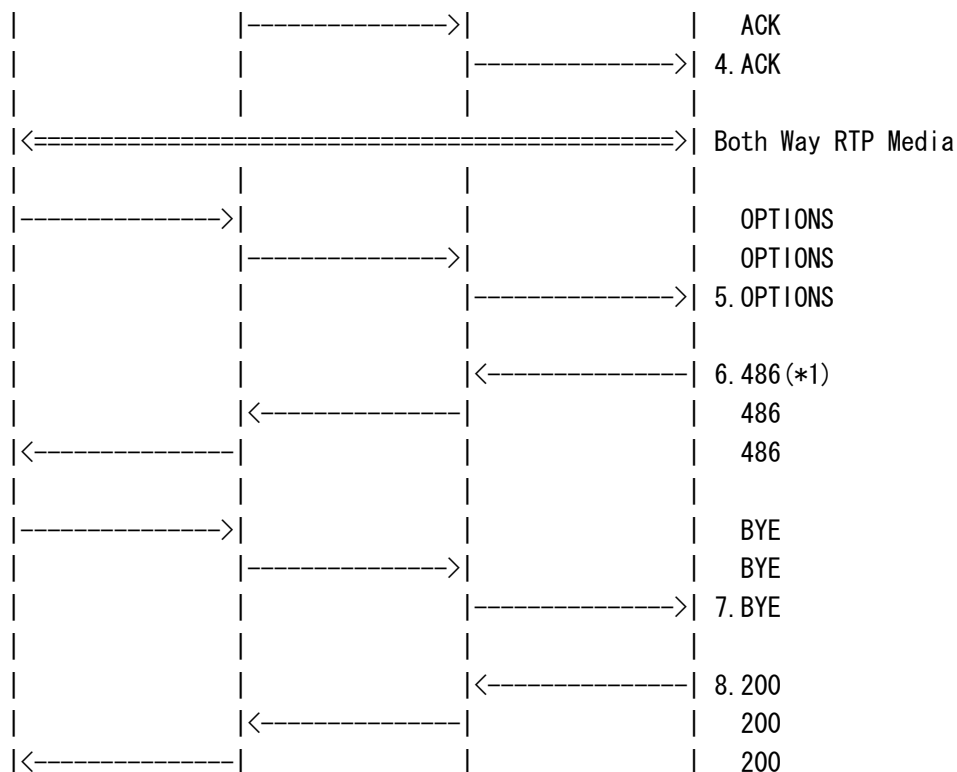 ACK
4.ACK
Both Way RTP Media
OPTIONS
OPTIONS
5.OPTIONS
6.486(*1)
486
486
BYE
BYE
7.BYE
8.200
200
200